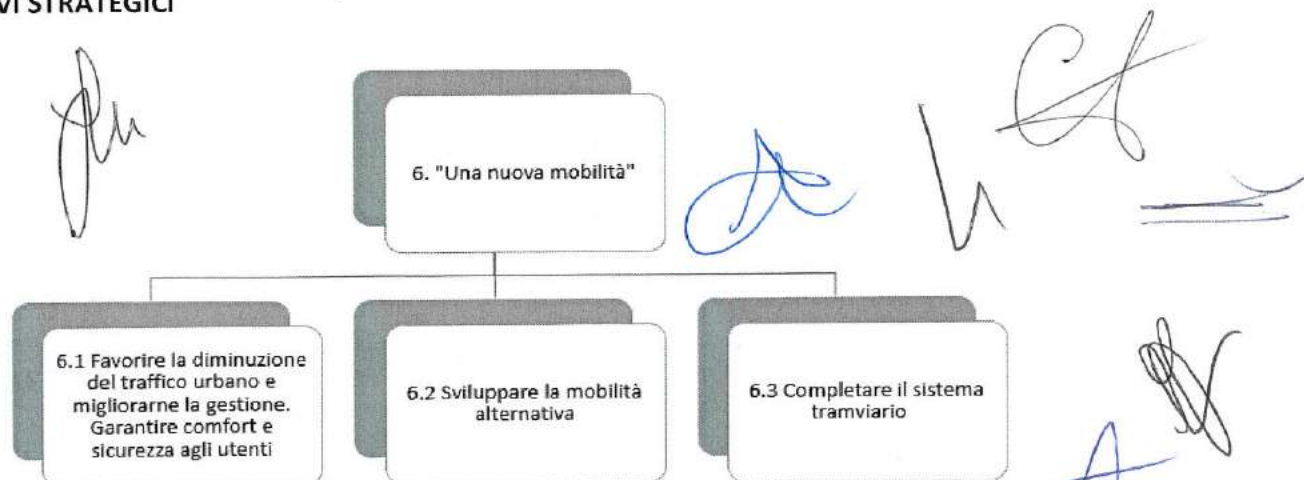 VI STRATEGICI
6. "Una nuova mobilità"
6.1 Favorire la diminuzione
del traffico urbano e
migliorarne la gestione.
Garantire comfort e
sicurezza agli utenti
6.2 Sviluppare la mobilità
alternativa
6.3 Completare il sistema
tramviario